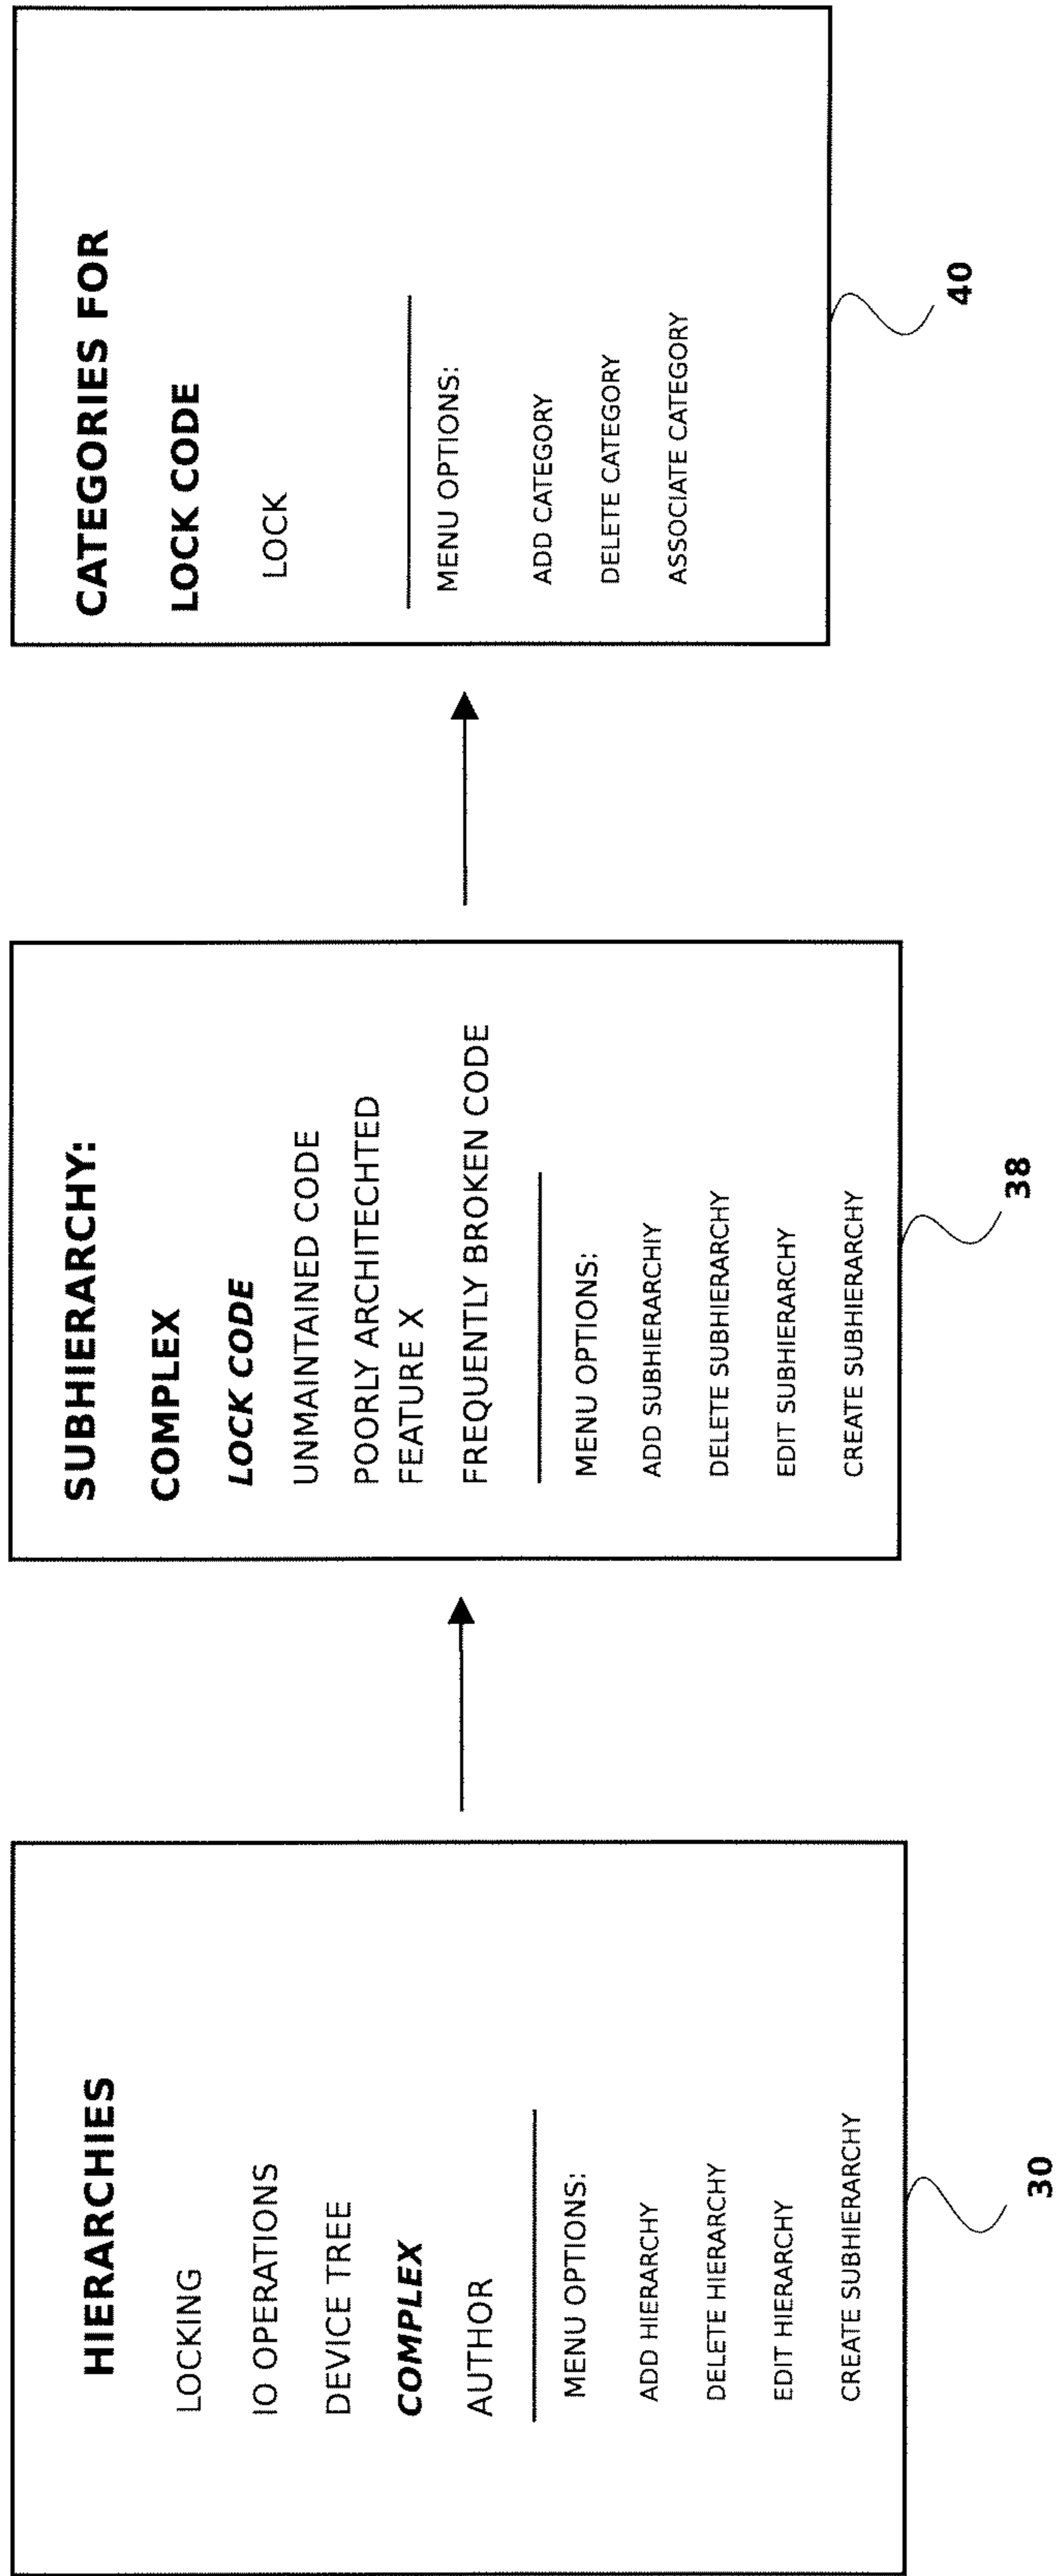 HIERARCHIES
LOCKING
IO OPERATIONS
DEVICE TREE
COMPLEX
AUTHOR
MENU OPTIONS:
ADD HIERARCHY
DELETE HIERARCHY
EDIT HIERARCHY
CREATE SUBHIERARCHY
30
SUBHIERARCHY:
COMPLEX
LOCK CODE
UNMAINTAINED CODE
POORLY ARCHITECHTED
FEATURE X
FREQUENTLY BROKEN CODE
MENU OPTIONS:
ADD SUBHIERARCHIY
DELETE SUBHIERARCHY
EDIT SUBHIERARCHY
CREATE SUBHIERARCHY
38
CATEGORIES FOR
LOCK CODE
LOCK
MENU OPTIONS:
ADD CATEGORY
DELETE CATEGORY
ASSOCIATE CATEGORY
40